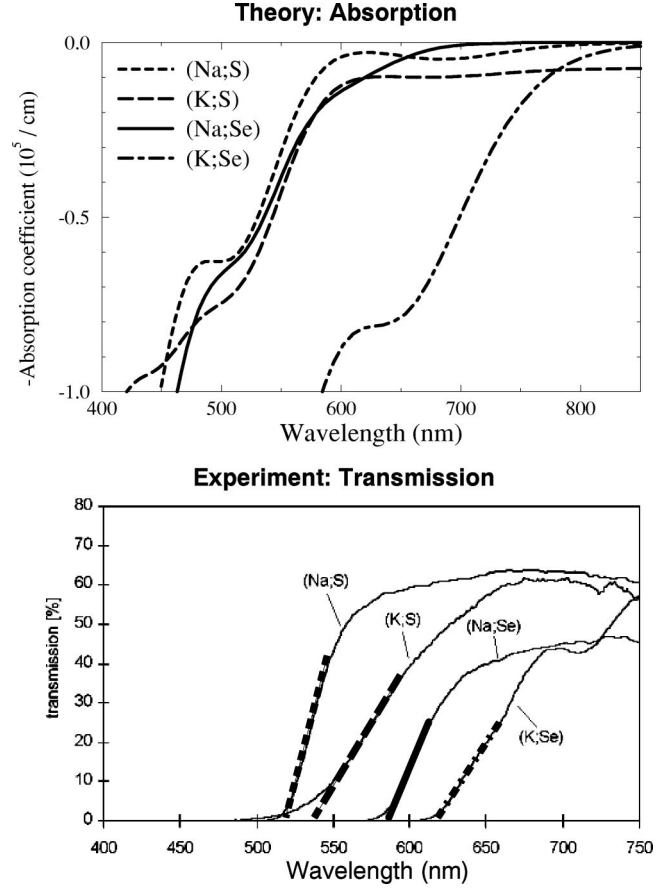 Theory: Absorption
0.0
-0.5
-1.0
-Absorption coefficient (10⁵ / cm)
(Na;S)
(K;S)
(Na;Se)
(K;Se)
400 500 600 700 800
Wavelength (nm)
Experiment: Transmission
80
70
60
50
40
30
20
10
0
transmission [%]
(Na;S)
(K;S)
(Na;Se)
(K;Se)
400 450 500 550 600 650 700 750
Wavelength (nm)